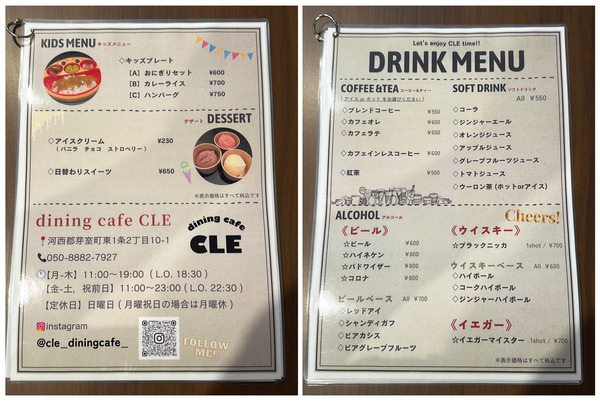 KIDS MENU キッズメニュー
◇キッズプレート
[A] おにぎりセット ¥600
[B] カレーライス ¥700
[C] ハンバーグ ¥750
デザート DESSERT
◇アイスクリーム ¥230
(バニラ チョコ ストロベリー)
◇日替わりスイーツ ¥650
※表示価格はすべて税込です
dining cafe CLE
dining cafe
CLE
河西郡芽室町東1条2丁目10-1
050-8882-7927
[月-木] 11:00～19:00 (L.O. 18:30)
[金-土、祝前日] 11:00～23:00 (L.O. 22:30)
[定休日] 日曜日(月曜祝日の場合は月曜休)
instagram
@cle_diningcafe_
FOLLOW ME!
Let's enjoy CLE time!!
DRINK MENU
COFFEE&TEA コーヒー&ティー
(アイス or ホット をお選びください)
◇ブレンドコーヒー ¥550
◇カフェオレ ¥650
◇カフェラテ ¥650
◇カフェインレスコーヒー ¥600
◇紅茶 ¥550
SOFT DRINK ソフトドリンク
All ¥550
◇コーラ
◇ジンジャーエール
◇オレンジジュース
◇アップルジュース
◇グレープフルーツジュース
◇トマトジュース
◇ウーロン茶 (ホットorアイス)
ALCOHOL アルコール
Cheers!
《ビール》
☆ビール ¥600
☆ハイネケン ¥800
☆バドワイザー ¥800
☆コロナ ¥800
ビールベース All ¥700
◇レッドアイ
◇シャンディガフ
◇ビアカシス
◇ビアグレープフルーツ
《ウイスキー》
☆ブラックニッカ 1shot / ¥700
ウイスキーベース All ¥600
◇ハイボール
◇コークハイボール
◇ジンジャーハイボール
《イエガー》
☆イエガーマイスター 1shot / ¥700
※表示価格はすべて税込です